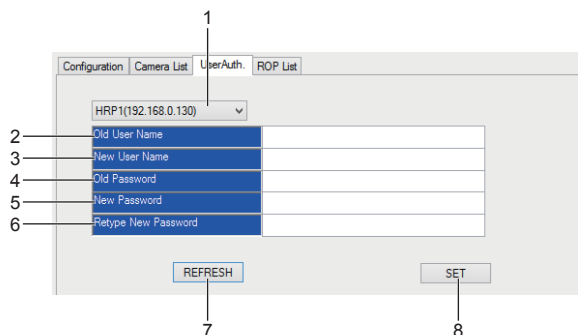 1
Configuration Camera List UserAuth. ROP List
HRP1(192.168.0.130)
2 Old User Name
3 New User Name
4 Old Password
5 New Password
6 Retype New Password
REFRESH SET
7 8